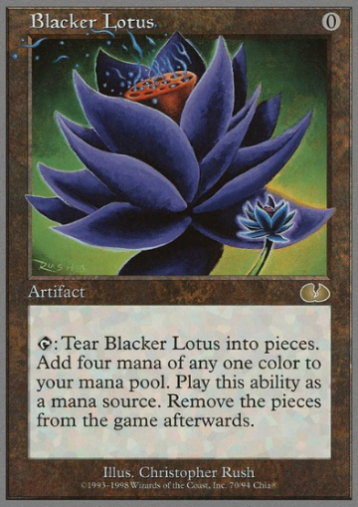 Blacker Lotus 0
Artifact
: Tear Blacker Lotus into pieces.
Add four mana of any one color to
your mana pool. Play this ability as
a mana source. Remove the pieces
from the game afterwards.
Illus. Christopher Rush
©1993-1998 Wizards of the Coast, Inc. 70/94 Chia®